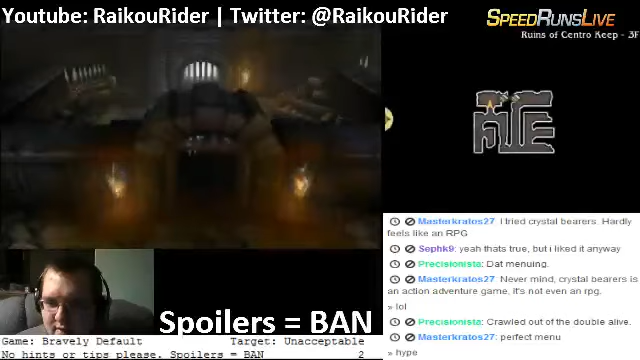 Youtube: RaikouRider | Twitter: @RaikouRider
SPEEDRUNSLIVE
Ruins of Centro Keep - 3F
Masterkratos27: I tried crystal bearers. Hardly
feels like an RPG
Sephk9: yeah thats true, but i liked it anyway
Precisionista: Dat menuing.
Masterkratos27: Never mind, crystal bearers is
an action adventure game, it's not even an rpg.
» lol
Precisionista: Crawled out of the double alive.
Masterkratos27: perfect menu
» hype
Spoilers = BAN
Game: Bravely Default Target: Unacceptable
No hints or tips please. Spoilers = BAN 2